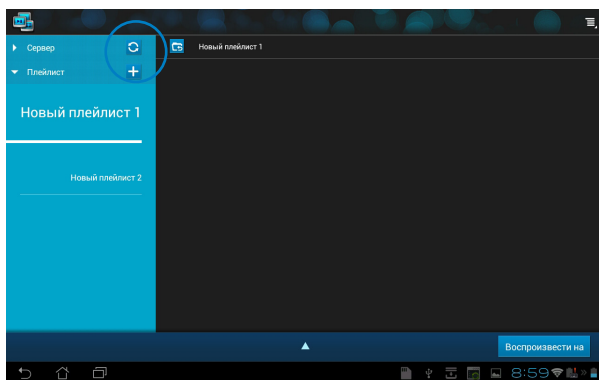 Сервер
Новый плейлист 1
Плейлист
Новый плейлист 1
Новый плейлист 2
Воспроизвести на
8:59